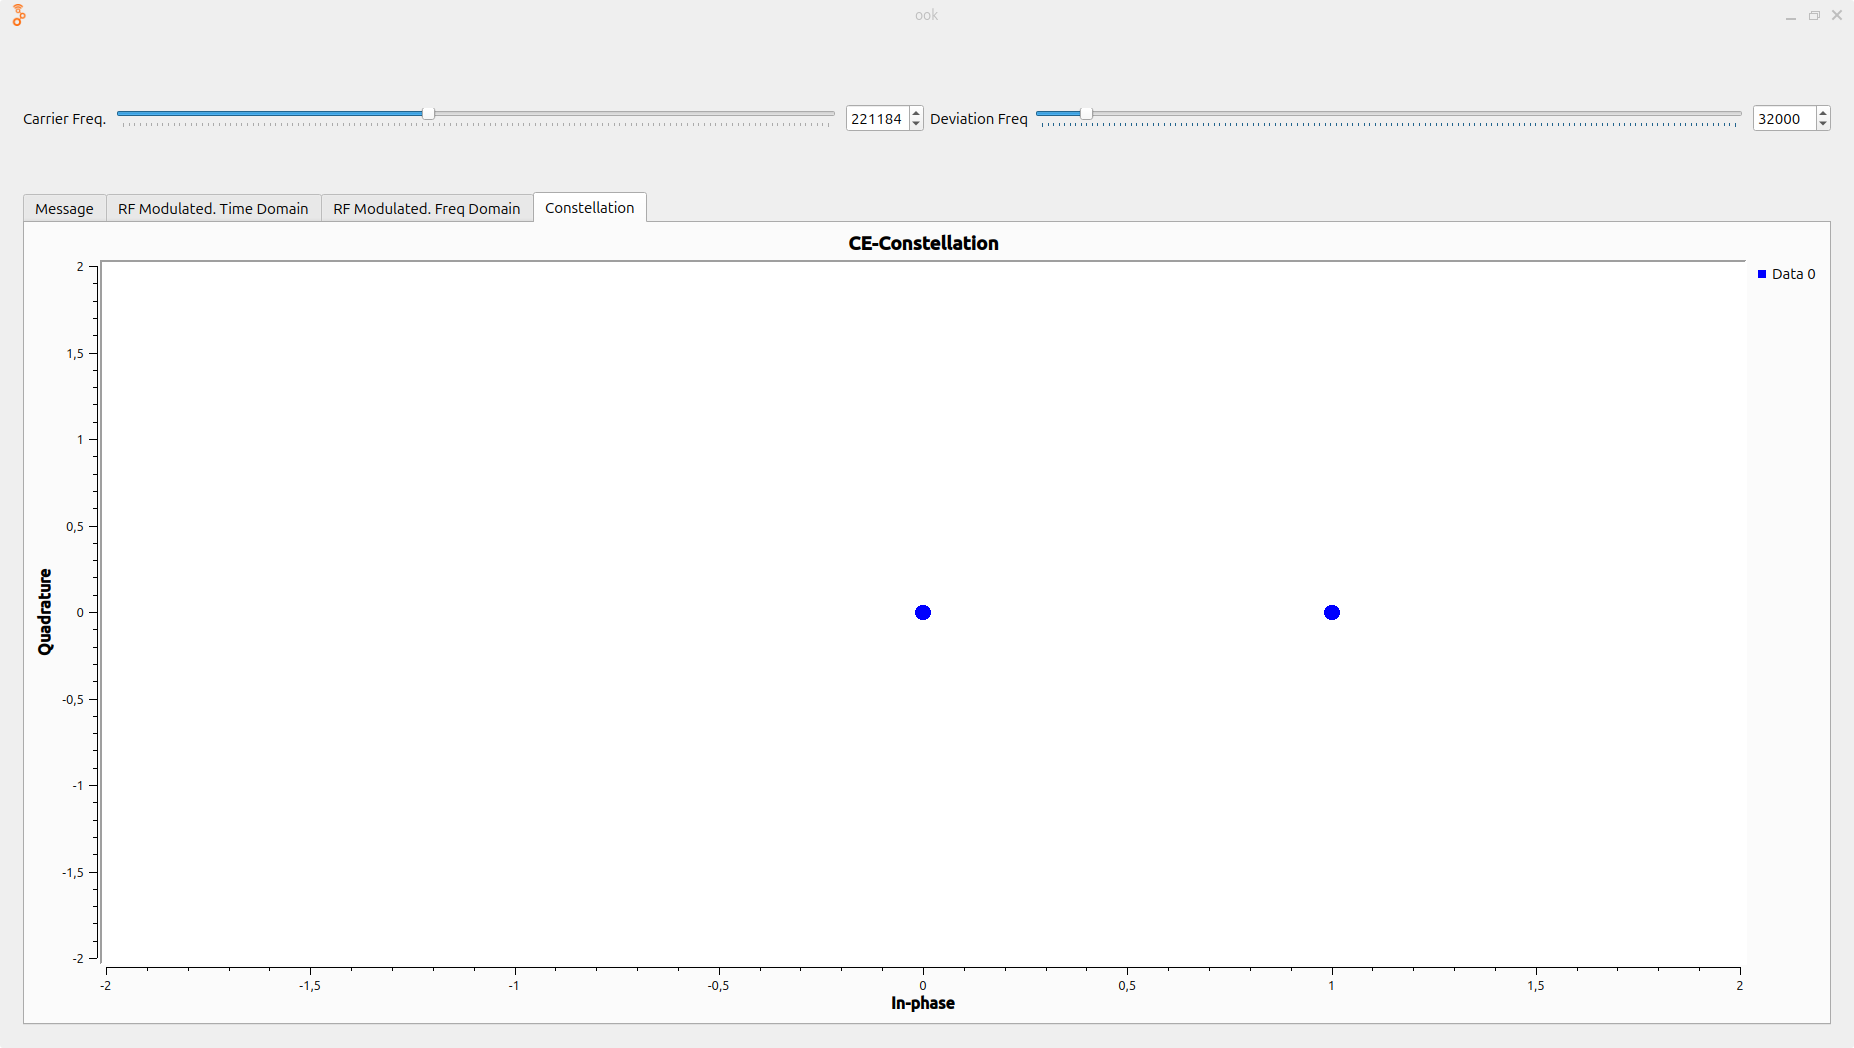 ook
Carrier Freq. 221184 Deviation Freq 32000
Message RF Modulated. Time Domain RF Modulated. Freq Domain Constellation
CE-Constellation
Data 0
Quadrature
2
1,5
1
0,5
0
-0,5
-1
-1,5
-2
-2 -1,5 -1 -0,5 0 0,5 1 1,5 2
In-phase